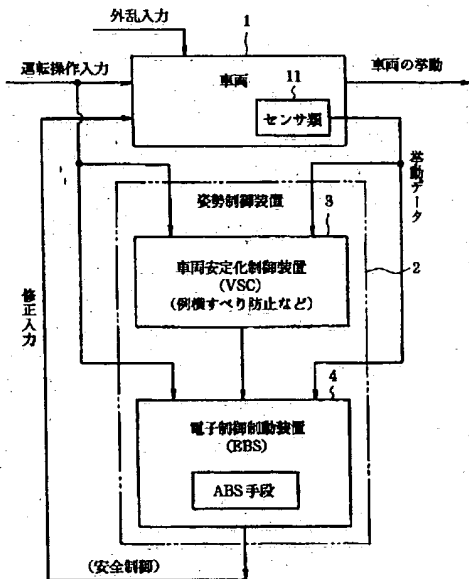 外乱入力
1
運転操作入力
車両
11
センサ類
車両の挙動
挙動データ
姿勢制御装置
3
2
車両安定化制御装置
(VSC)
(例横すべり防止など)
修正入力
4
電子制御制動装置
(EBS)
ABS手段
(安全制御)